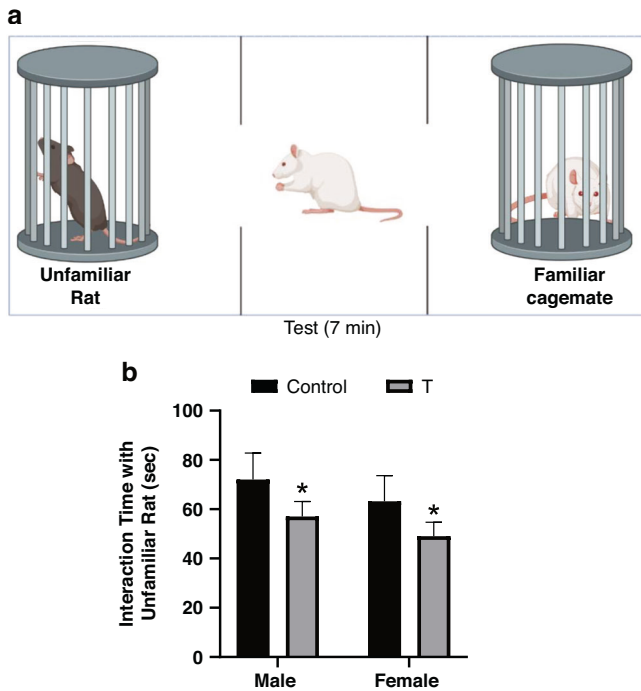 a
Unfamiliar
Rat
Familiar
cagemate
Test (7 min)
b
Control
T
Interaction Time with
Unfamiliar Rat (sec)
100
80
60
40
20
0
*
*
Male
Female